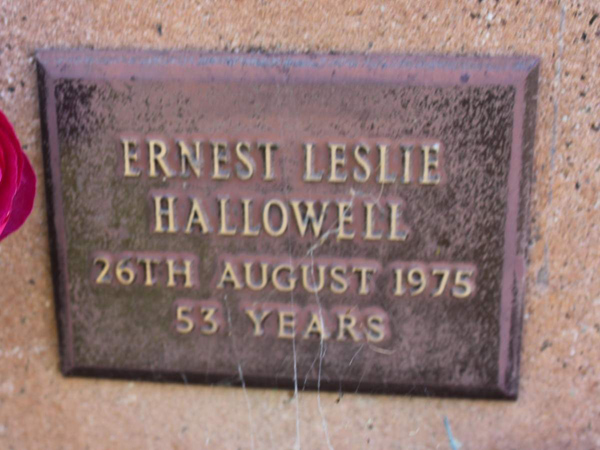 ERNEST LESLIE
HALLOWELL
26TH AUGUST 1975
53 YEARS